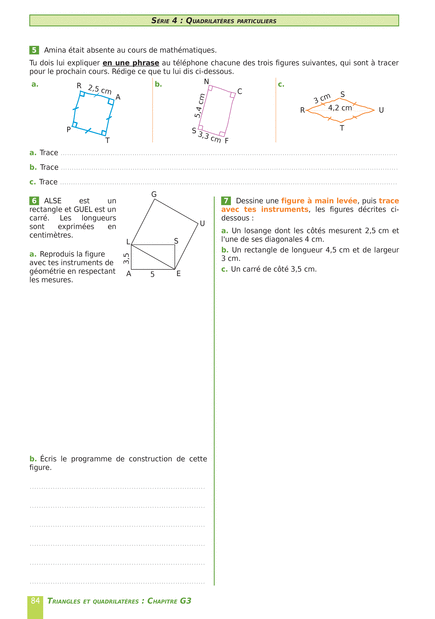 SÉRIE 4 : QUADRILATÈRES PARTICULIERS
5 Amina était absente au cours de mathématiques.
Tu dois lui expliquer en une phrase au téléphone chacune des trois figures suivantes, qui sont à tracer
pour le prochain cours. Rédige ce que tu lui dis ci-dessous.
a.
R 2,5 cm A
P
T
b.
N
C
5,4 cm
S 3,3 cm F
c.
3 cm S
R 4,2 cm U
T
a. Trace
b. Trace
c. Trace
6 ALSE est un
rectangle et GUEL est un
carré. Les longueurs
sont exprimées en
centimètres.
a. Reproduis la figure
avec tes instruments de
géométrie en respectant
les mesures.
G
U
L S
3,5
A 5 E
b. Écris le programme de construction de cette
figure.
7 Dessine une figure à main levée, puis trace
avec tes instruments, les figures décrites ci-
dessous :
a. Un losange dont les côtés mesurent 2,5 cm et
l'une de ses diagonales 4 cm.
b. Un rectangle de longueur 4,5 cm et de largeur
3 cm.
c. Un carré de côté 3,5 cm.
84 TRIANGLES ET QUADRILATÈRES : CHAPITRE G3